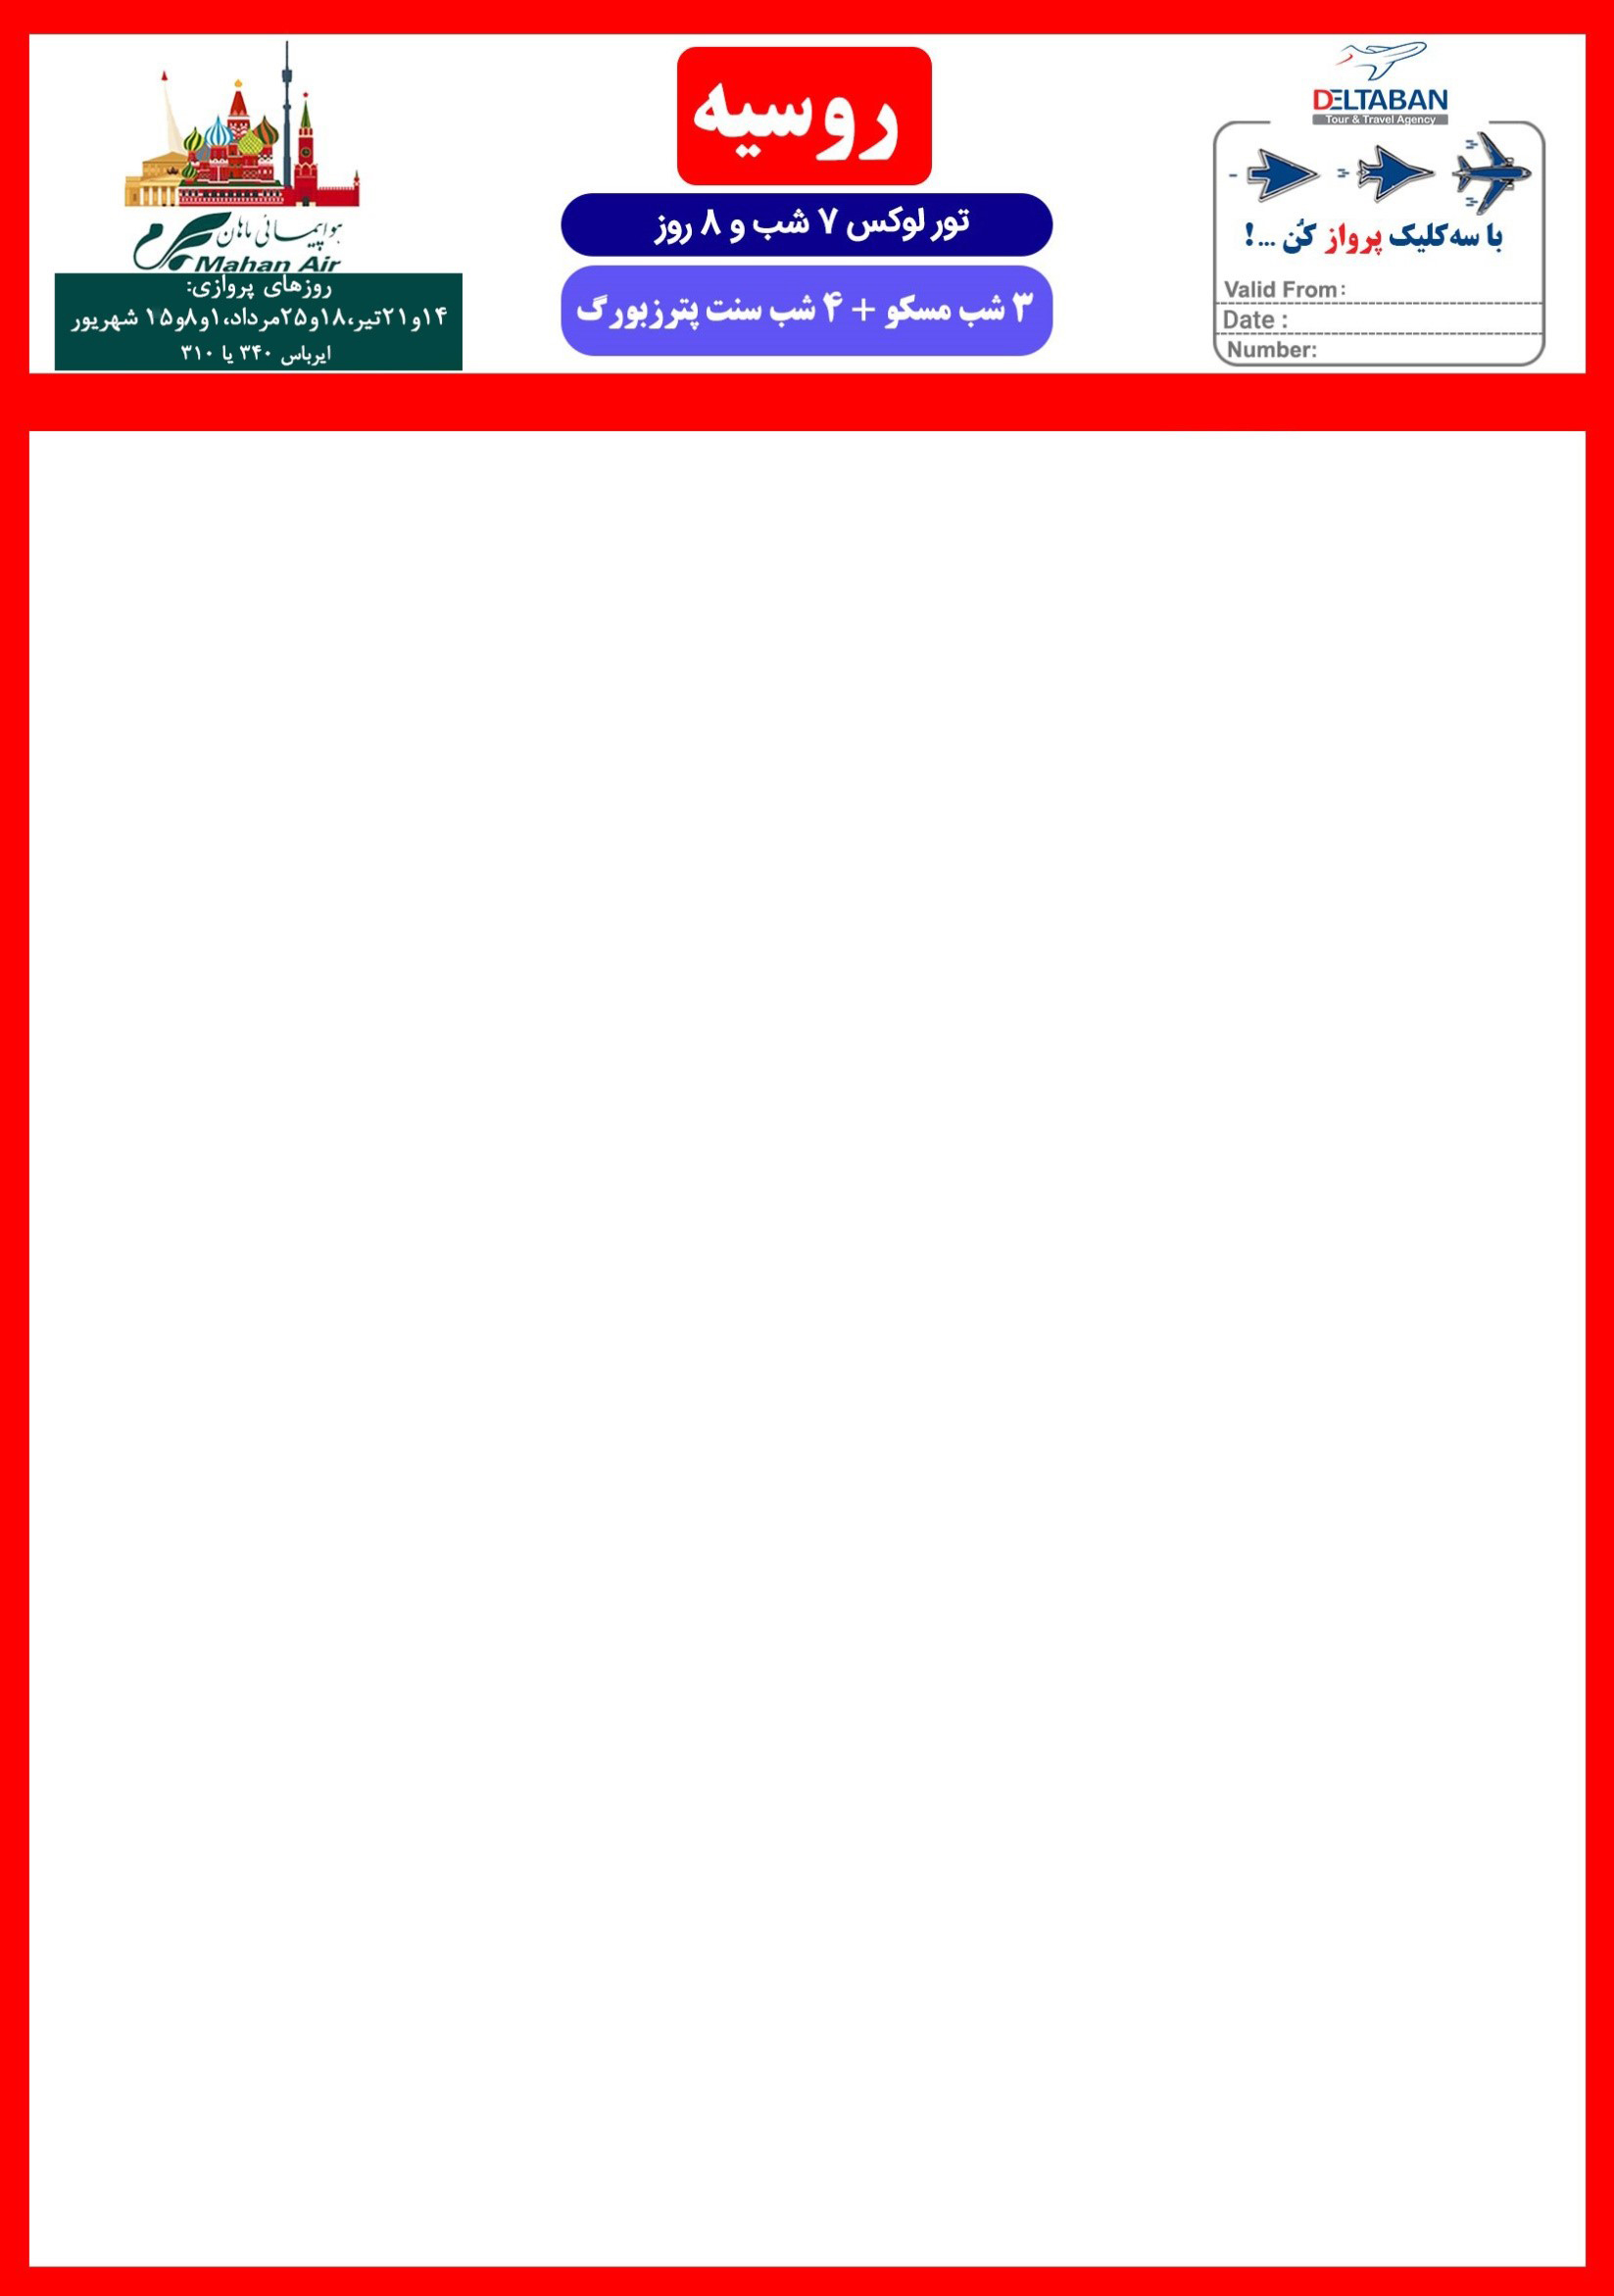 DELTABAN
Tour & Travel Agency
با سه‌کلیک پرواز کُن ...!
Valid From:
Date :
Number:
روسیه
تور لوکس ۷ شب و ۸ روز
۳ شب مسکو + ۴ شب سنت پترزبورگ
هواپیمائی ماهان
Mahan Air
روزهای پروازی:
۱۴و۲۱تیر،۱۸و۲۵مرداد،۱و۸و۱۵ شهریور
ایرباس ۳۴۰ یا ۳۱۰